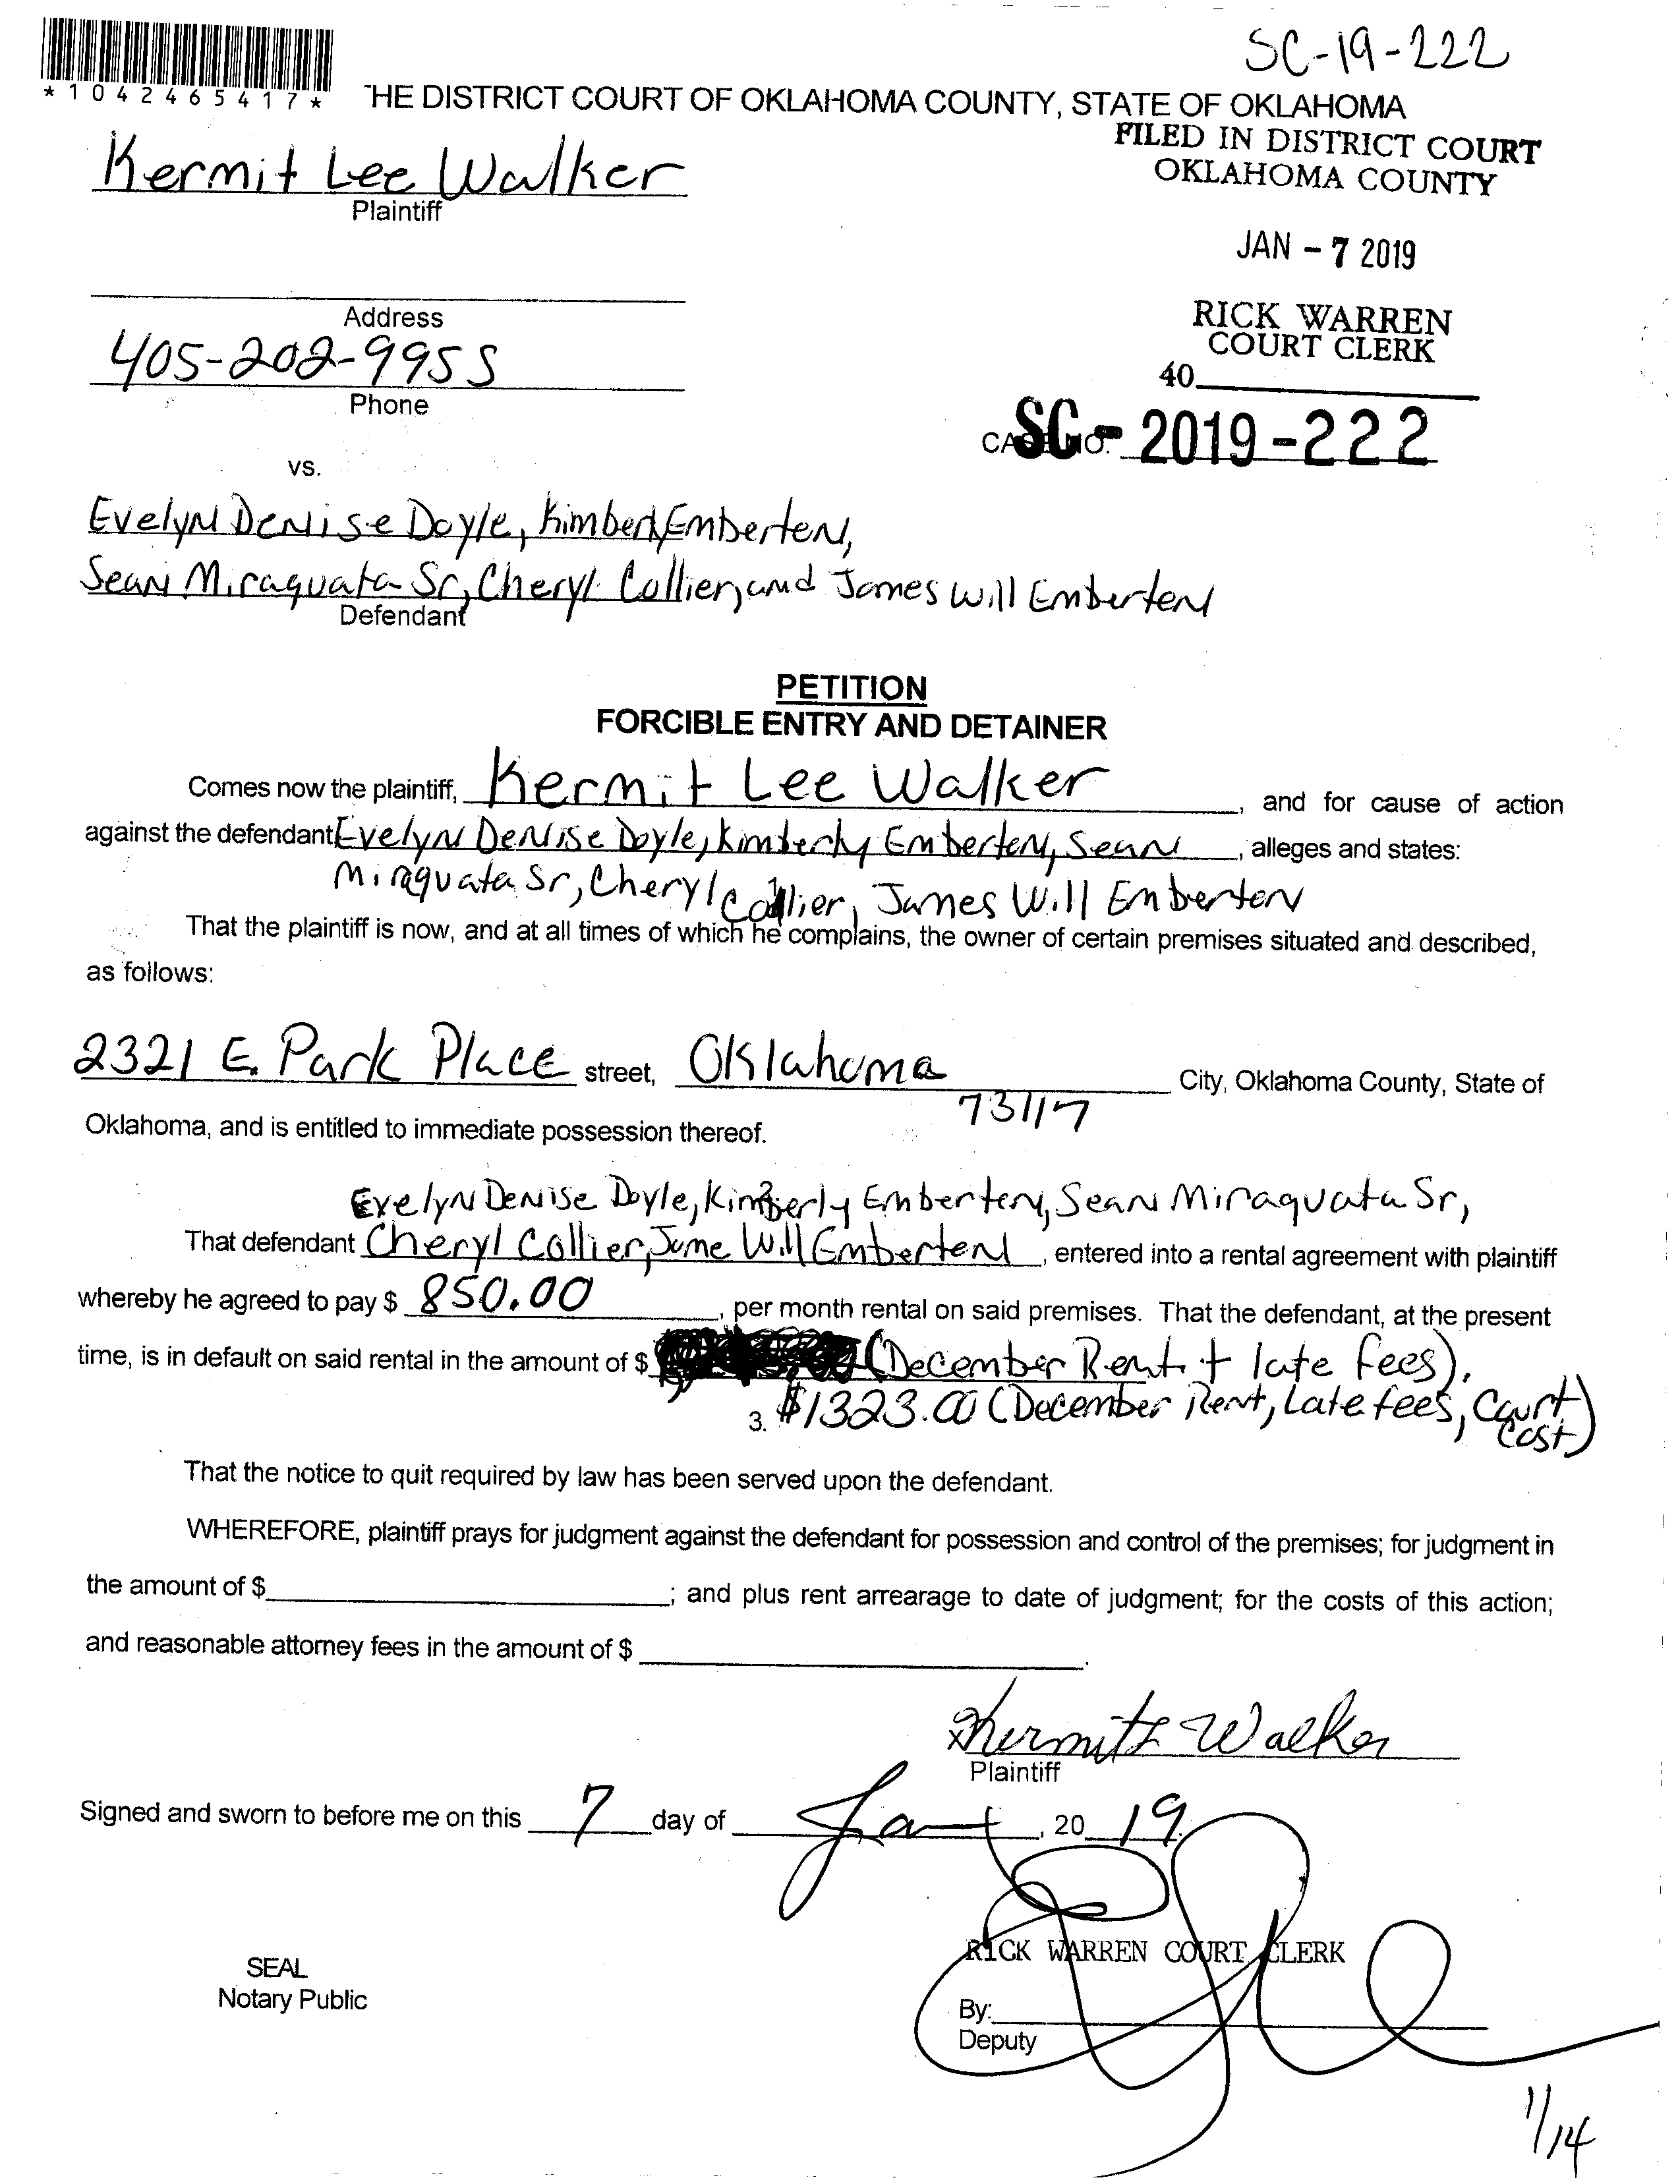 SC-19-222
*1042465417*
HE DISTRICT COURT OF OKLAHOMA COUNTY, STATE OF OKLAHOMA
FILED IN DISTRICT COURT
OKLAHOMA COUNTY
Kermit Lee Walker
Plaintiff
JAN - 7 2019
Address
RICK WARREN
COURT CLERK
405-202-9955
40
Phone
CASE NO. SC - 2019 - 222
vs.
Evelyn Denise Doyle, Kimberly Emberten,
Sean Miraquata Sr, Cheryl Collier, and James Will Emberten
Defendant
PETITION
FORCIBLE ENTRY AND DETAINER
Comes now the plaintiff, Kermit Lee Walker, and for cause of action
against the defendant Evelyn Denise Doyle, Kimberly Emberten, Sean, alleges and states:
Miraquata Sr, Cheryl Collier, James Will Emberten
That the plaintiff is now, and at all times of which he complains, the owner of certain premises situated and described,
as follows:
2321 E. Park Place street, Oklahoma City, Oklahoma County, State of
73117
Oklahoma, and is entitled to immediate possession thereof.
Evelyn Denise Doyle, Kimberly Emberten, Sean Miraquata Sr,
That defendant Cheryl Collier, Jame Will Emberten, entered into a rental agreement with plaintiff
whereby he agreed to pay $ 850.00, per month rental on said premises. That the defendant, at the present
time, is in default on said rental in the amount of $ (December Rent + late fees).
3. $1323.00 (December Rent, Late fees, Court
Cost)
That the notice to quit required by law has been served upon the defendant.
WHEREFORE, plaintiff prays for judgment against the defendant for possession and control of the premises; for judgment in
the amount of $; and plus rent arrearage to date of judgment; for the costs of this action;
and reasonable attorney fees in the amount of $.
x Kermit L Walker
Plaintiff
Signed and sworn to before me on this 7 day of Jan, 20 19.
RICK WARREN COURT CLERK
SEAL
Notary Public
By:
Deputy
1/14